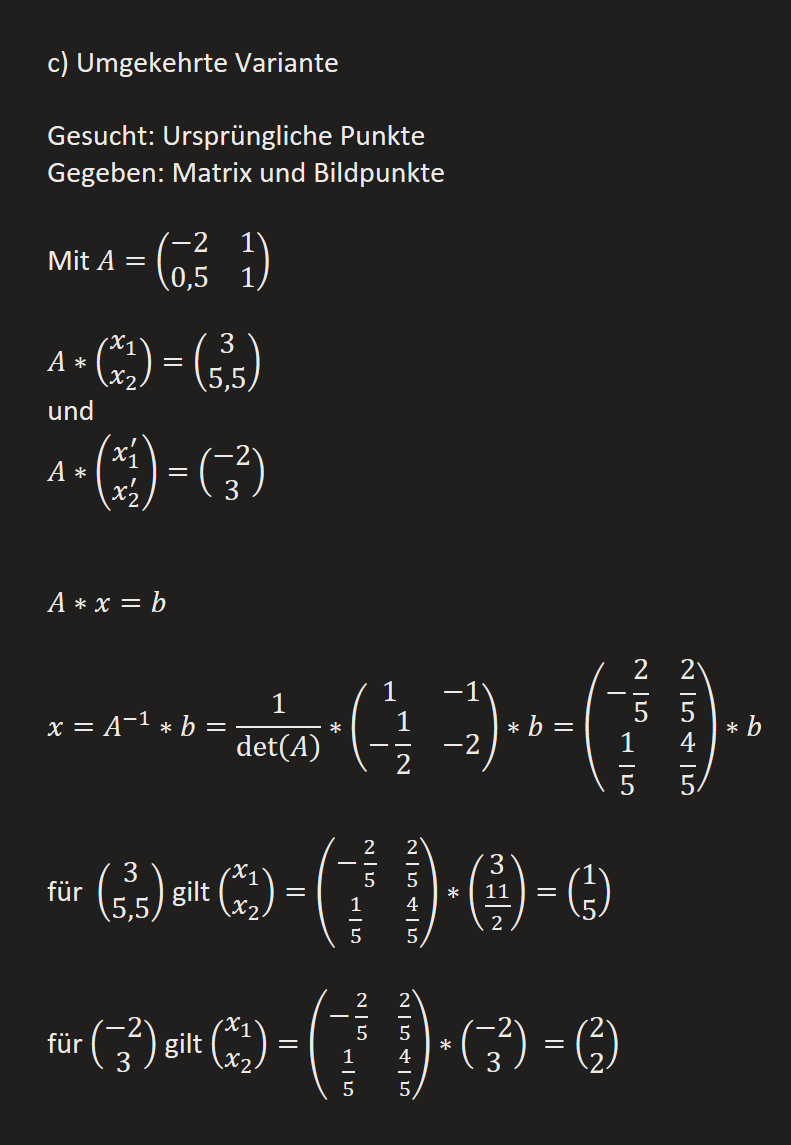 c) Umgekehrte Variante
Gesucht: Ursprüngliche Punkte
Gegeben: Matrix und Bildpunkte
Mit A = (−2 1; 0,5 1)
A ∗ (x₁; x₂) = (3; 5,5)
und
A ∗ (x₁′; x₂′) = (−2; 3)
A ∗ x = b
x = A⁻¹ ∗ b = 1/det(A) ∗ (1 −1; −1/2 −2) ∗ b = (−2/5 2/5; 1/5 4/5) ∗ b
für (3; 5,5) gilt (x₁; x₂) = (−2/5 2/5; 1/5 4/5) ∗ (3; 11/2) = (1; 5)
für (−2; 3) gilt (x₁; x₂) = (−2/5 2/5; 1/5 4/5) ∗ (−2; 3) = (2; 2)